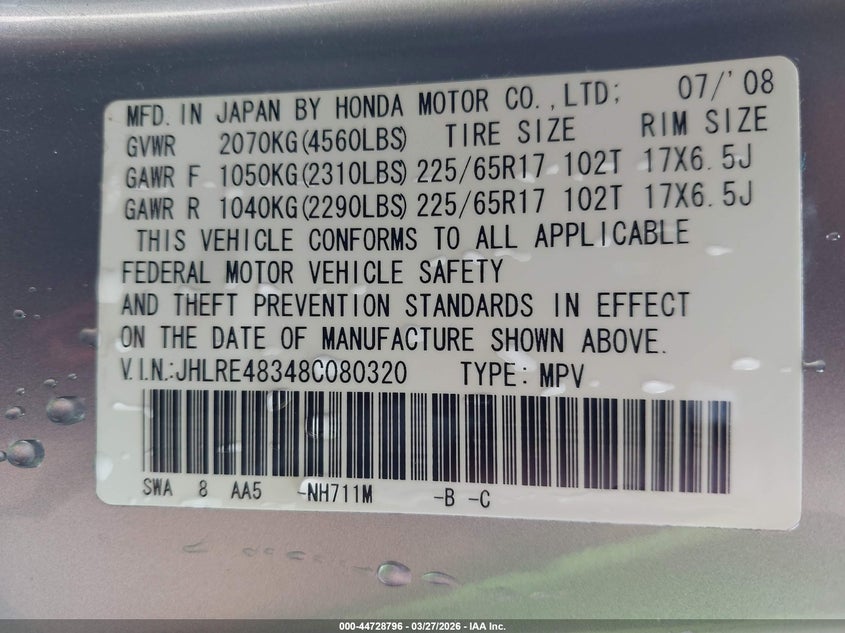 MFD. IN JAPAN BY HONDA MOTOR CO.,LTD; 07/'08
GVWR 2070KG(4560LBS) TIRE SIZE RIM SIZE
GAWR F 1050KG(2310LBS) 225/65R17 102T 17X6.5J
GAWR R 1040KG(2290LBS) 225/65R17 102T 17X6.5J
THIS VEHICLE CONFORMS TO ALL APPLICABLE
FEDERAL MOTOR VEHICLE SAFETY
AND THEFT PREVENTION STANDARDS IN EFFECT
ON THE DATE OF MANUFACTURE SHOWN ABOVE.
V.I.N.:JHLRE48348C080320 TYPE: MPV
SWA 8 AA5 -NH711M -B -C
000-44728796 — 03/27/2026 — IAA Inc.